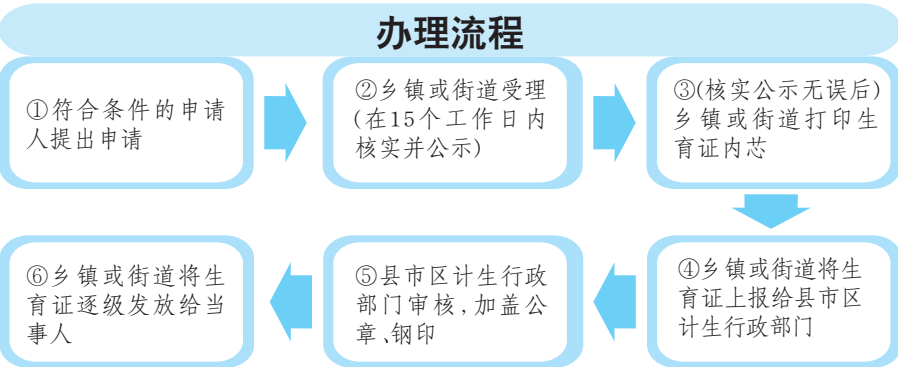 办理流程
①符合条件的申请
人提出申请
②乡镇或街道受理
(在15个工作日内
核实并公示)
③(核实公示无误后)
乡镇或街道打印生
育证内芯
④乡镇或街道将生
育证上报给县市区
计生行政部门
⑤县市区计生行政
部门审核,加盖公
章、钢印
⑥乡镇或街道将生
育证逐级发放给当
事人